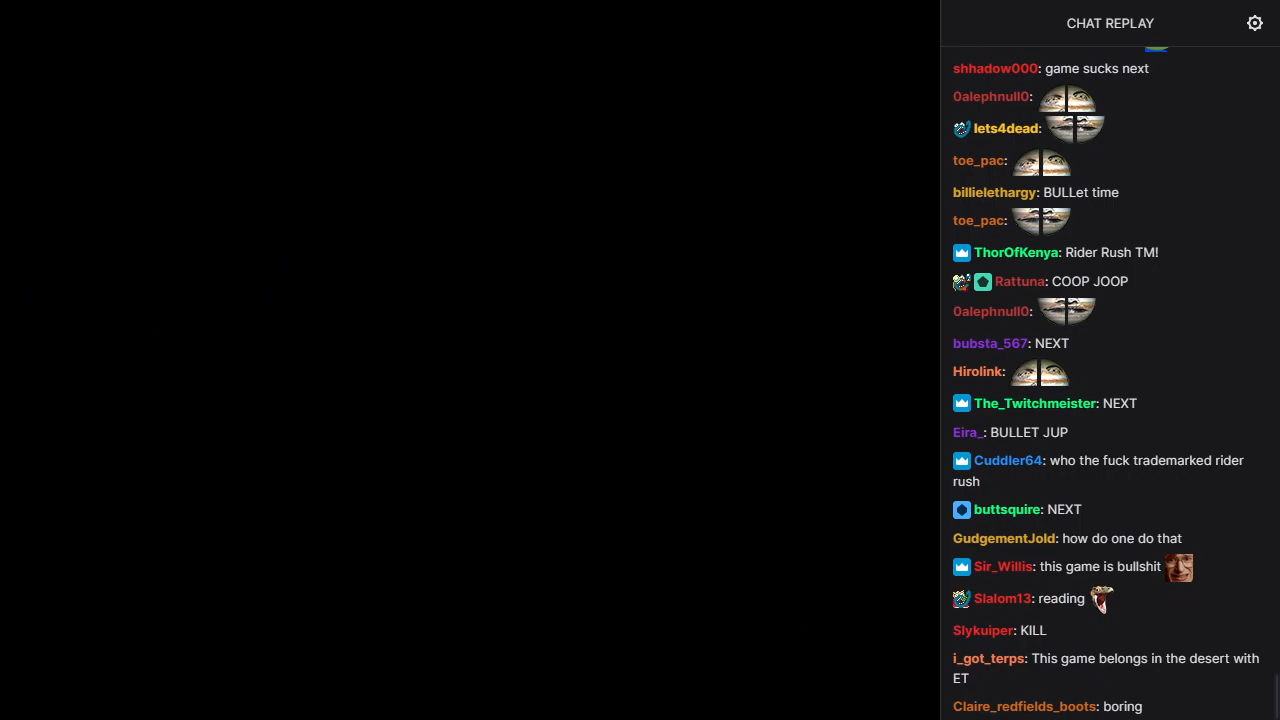 CHAT REPLAY
shhadow000: game sucks next
0alephnull0:
lets4dead:
toe_pac:
billielethargy: BULLet time
toe_pac:
ThorOfKenya: Rider Rush TM!
Rattuna: COOP JOOP
0alephnull0:
bubsta_567: NEXT
Hirolink:
The_Twitchmeister: NEXT
Eira_: BULLET JUP
Cuddler64: who the fuck trademarked rider
rush
buttsquire: NEXT
GudgementJold: how do one do that
Sir_Willis: this game is bullshit
Slalom13: reading
Slykuiper: KILL
i_got_terps: This game belongs in the desert with
ET
Claire_redfields_boots: boring